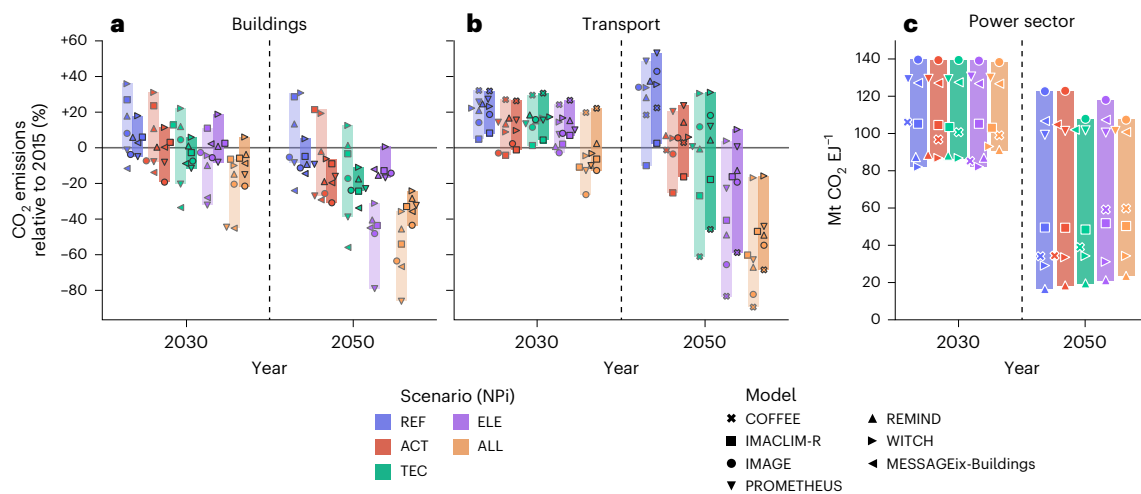 a Buildings
b Transport
c Power sector
CO2 emissions
relative to 2015 (%)
+60
+40
+20
0
−20
−40
−60
−80
2030
2050
Year
2030
2050
Year
Mt CO2 EJ−1
140
120
100
80
60
40
20
0
2030
2050
Year
Scenario (NPi)
REF
ACT
TEC
ELE
ALL
Model
COFFEE
IMACLIM-R
IMAGE
PROMETHEUS
REMIND
WITCH
MESSAGEix-Buildings